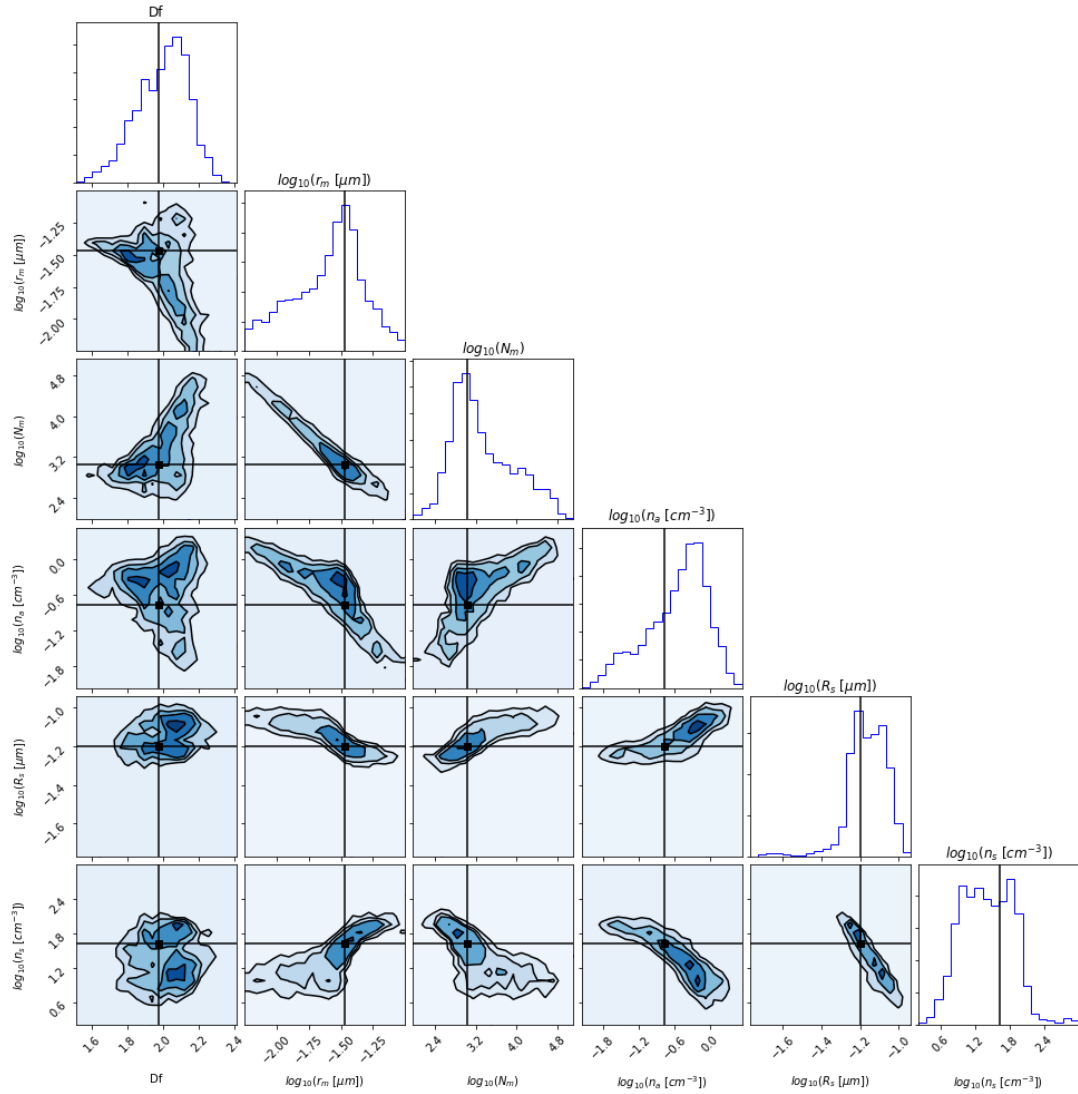 Df
log₁₀(rₘ [μm])
log₁₀(rₘ [μm])
−1.25
−1.50
−1.75
−2.00
log₁₀(Nₘ)
log₁₀(Nₘ)
4.8
4.0
3.2
2.4
log₁₀(nₐ [cm⁻³])
log₁₀(nₐ [cm⁻³])
0.0
−0.6
−1.2
−1.8
log₁₀(Rₛ [μm])
log₁₀(Rₛ [μm])
−1.0
−1.2
−1.4
−1.6
log₁₀(nₛ [cm⁻³])
log₁₀(nₛ [cm⁻³])
2.4
1.8
1.2
0.6
1.6 1.8 2.0 2.2 2.4 −2.00 −1.75 −1.50 −1.25 2.4 3.2 4.0 4.8 −1.8 −1.2 −0.6 0.0 −1.6 −1.4 −1.2 −1.0 0.6 1.2 1.8 2.4
Df log₁₀(rₘ [μm]) log₁₀(Nₘ) log₁₀(nₐ [cm⁻³]) log₁₀(Rₛ [μm]) log₁₀(nₛ [cm⁻³])